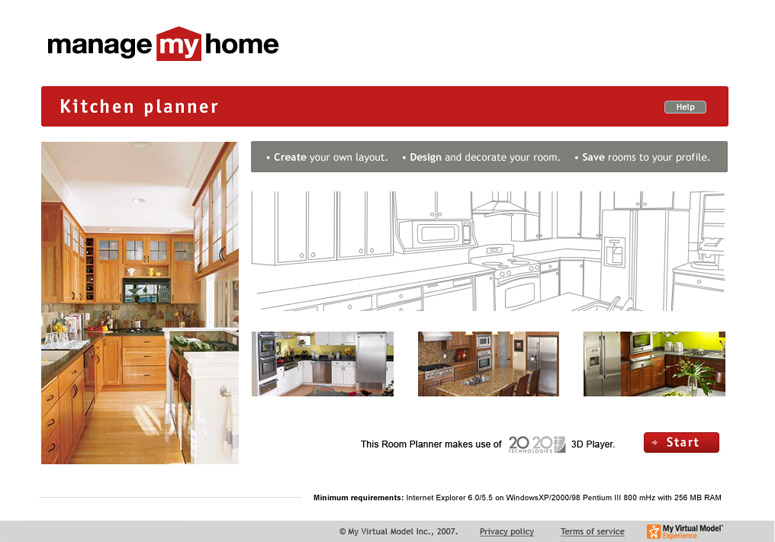 managemyhome
Kitchen planner
Help
• Create your own layout. • Design and decorate your room. • Save rooms to your profile.
This Room Planner makes use of 20 20 TECHNOLOGIES 3D Player.
Start
Minimum requirements: Internet Explorer 6.0/5.5 on WindowsXP/2000/98 Pentium III 800 mHz with 256 MB RAM
© My Virtual Model Inc., 2007. Privacy policy Terms of service
My Virtual Model™
Experience